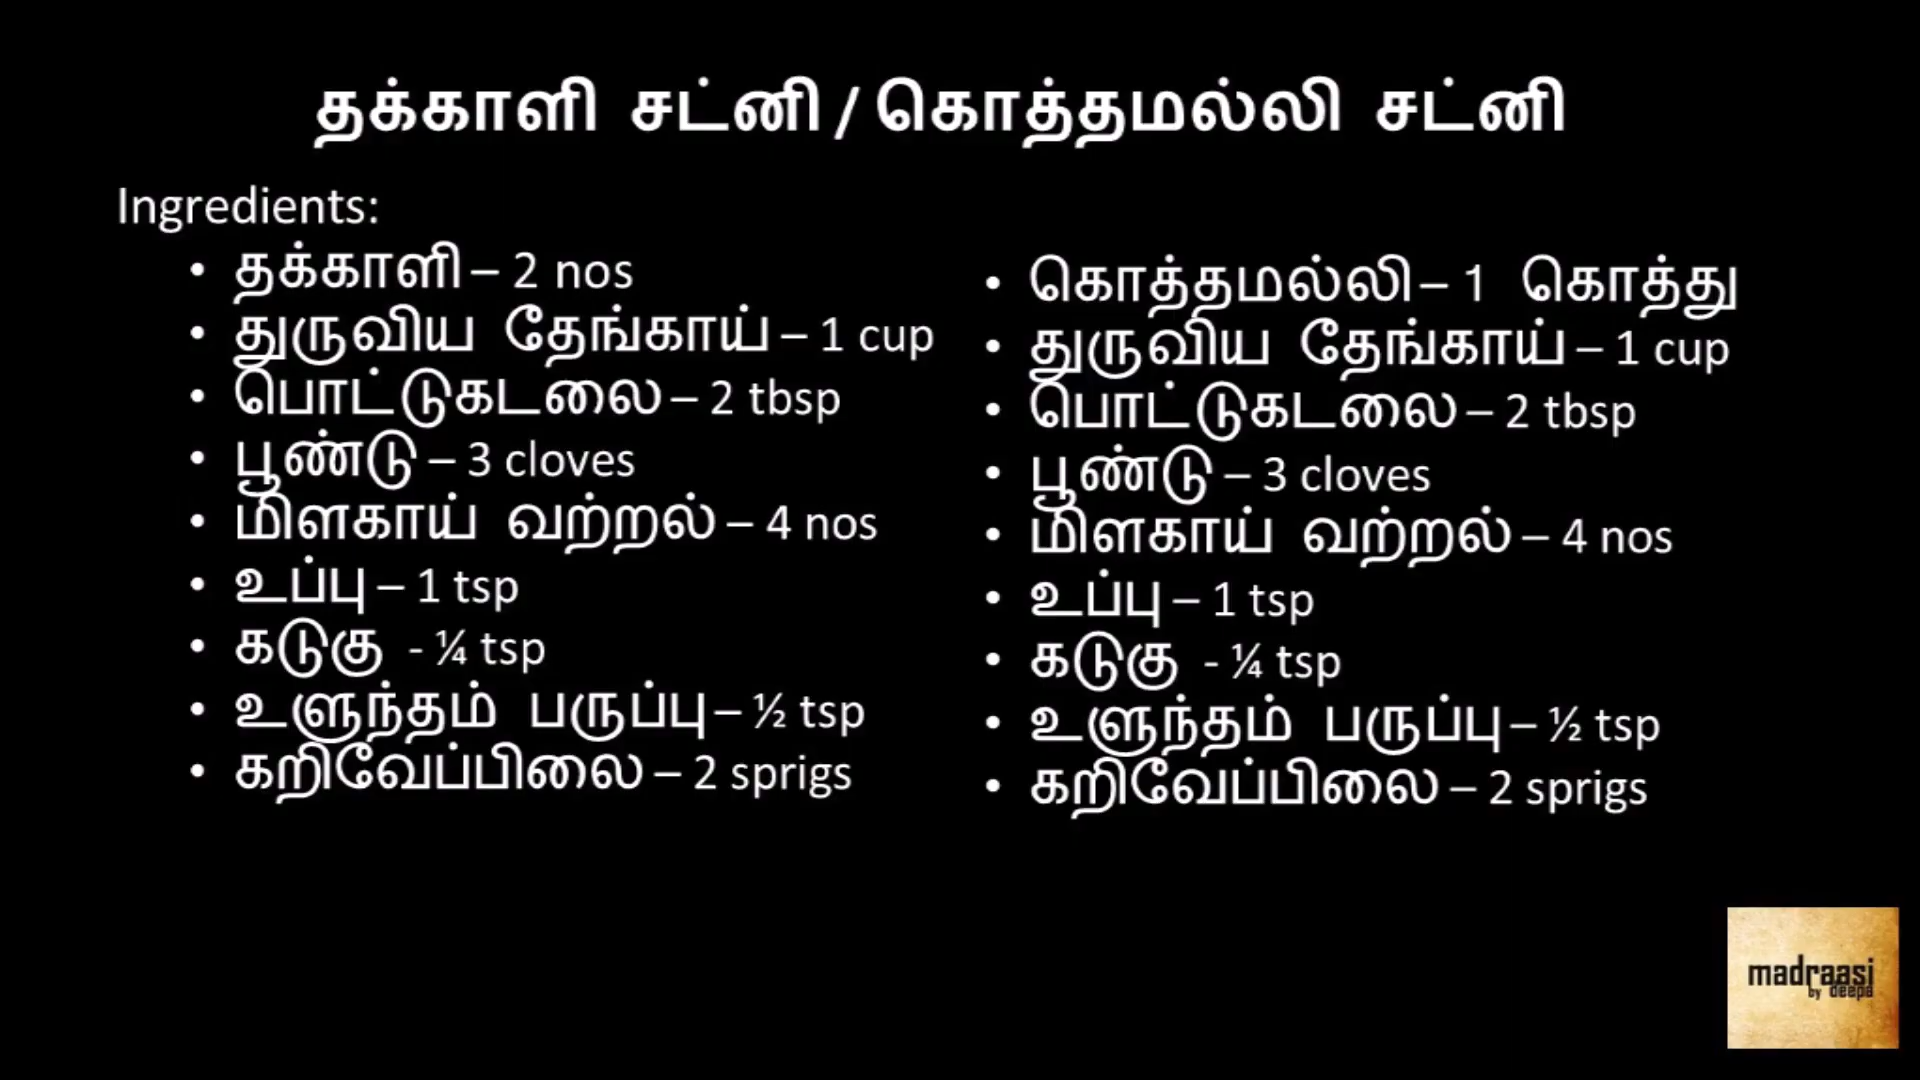 தக்காளி சட்னி / கொத்தமல்லி சட்னி
Ingredients:
• தக்காளி – 2 nos
• துருவிய தேங்காய் – 1 cup
• பொட்டுகடலை – 2 tbsp
• பூண்டு – 3 cloves
• மிளகாய் வற்றல் – 4 nos
• உப்பு – 1 tsp
• கடுகு - ¼ tsp
• உளுந்தம் பருப்பு – ½ tsp
• கறிவேப்பிலை – 2 sprigs
• கொத்தமல்லி – 1 கொத்து
• துருவிய தேங்காய் – 1 cup
• பொட்டுகடலை – 2 tbsp
• பூண்டு – 3 cloves
• மிளகாய் வற்றல் – 4 nos
• உப்பு – 1 tsp
• கடுகு - ¼ tsp
• உளுந்தம் பருப்பு – ½ tsp
• கறிவேப்பிலை – 2 sprigs
madraasi
by deepa